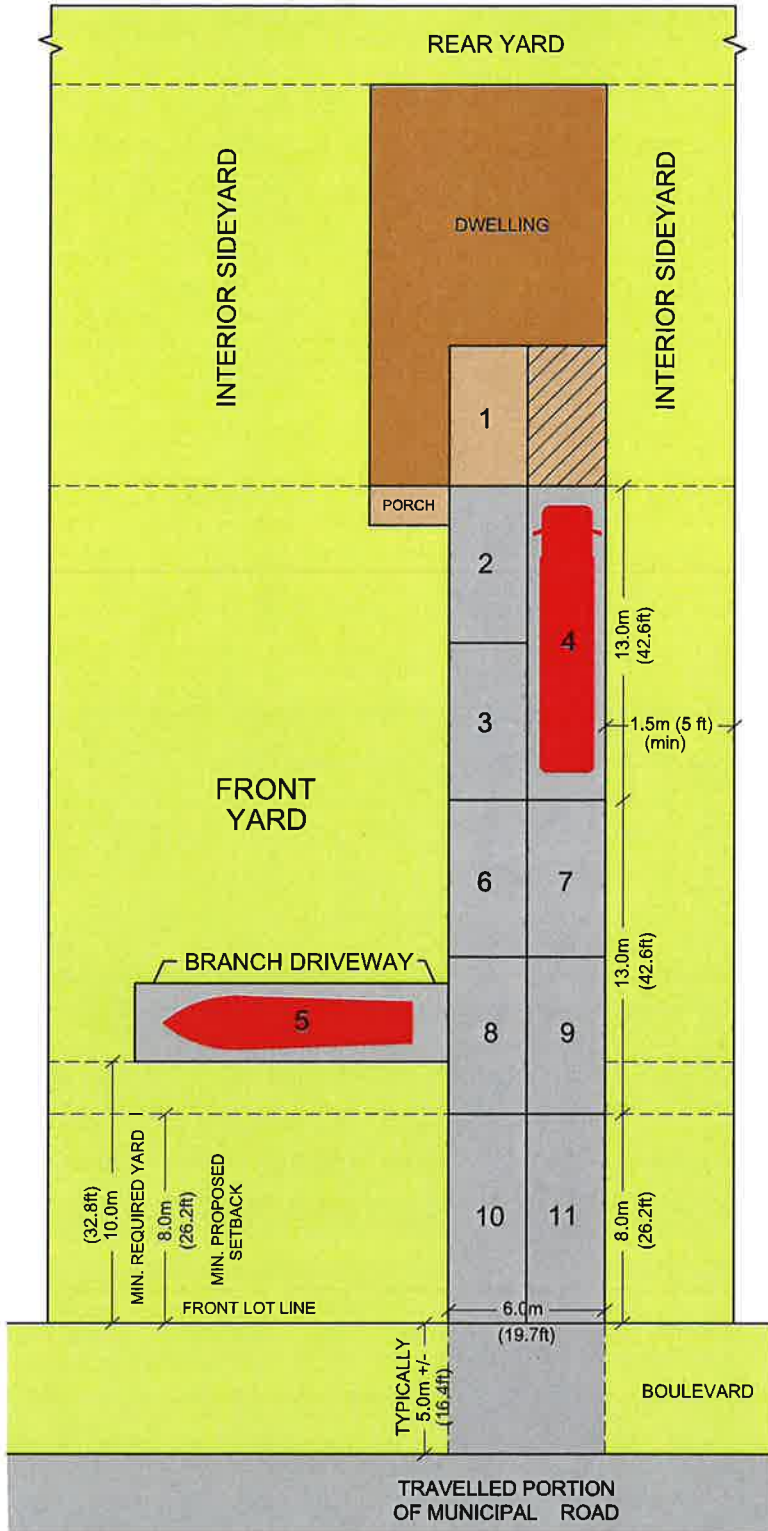 REAR YARD
INTERIOR SIDEYARD
INTERIOR SIDEYARD
DWELLING
1
PORCH
2
4
13.0m
(42.6ft)
3
1.5m (5 ft)
(min)
FRONT
YARD
6
7
BRANCH DRIVEWAY
13.0m
(42.6ft)
5
8
9
(32.8ft)
10.0m
MIN. REQUIRED YARD
8.0m
(26.2ft)
MIN. PROPOSED
SETBACK
10
11
8.0m
(26.2ft)
FRONT LOT LINE
6.0m
(19.7ft)
TYPICALLY
5.0m +/-
(16.4ft)
BOULEVARD
TRAVELLED PORTION
OF MUNICIPAL ROAD